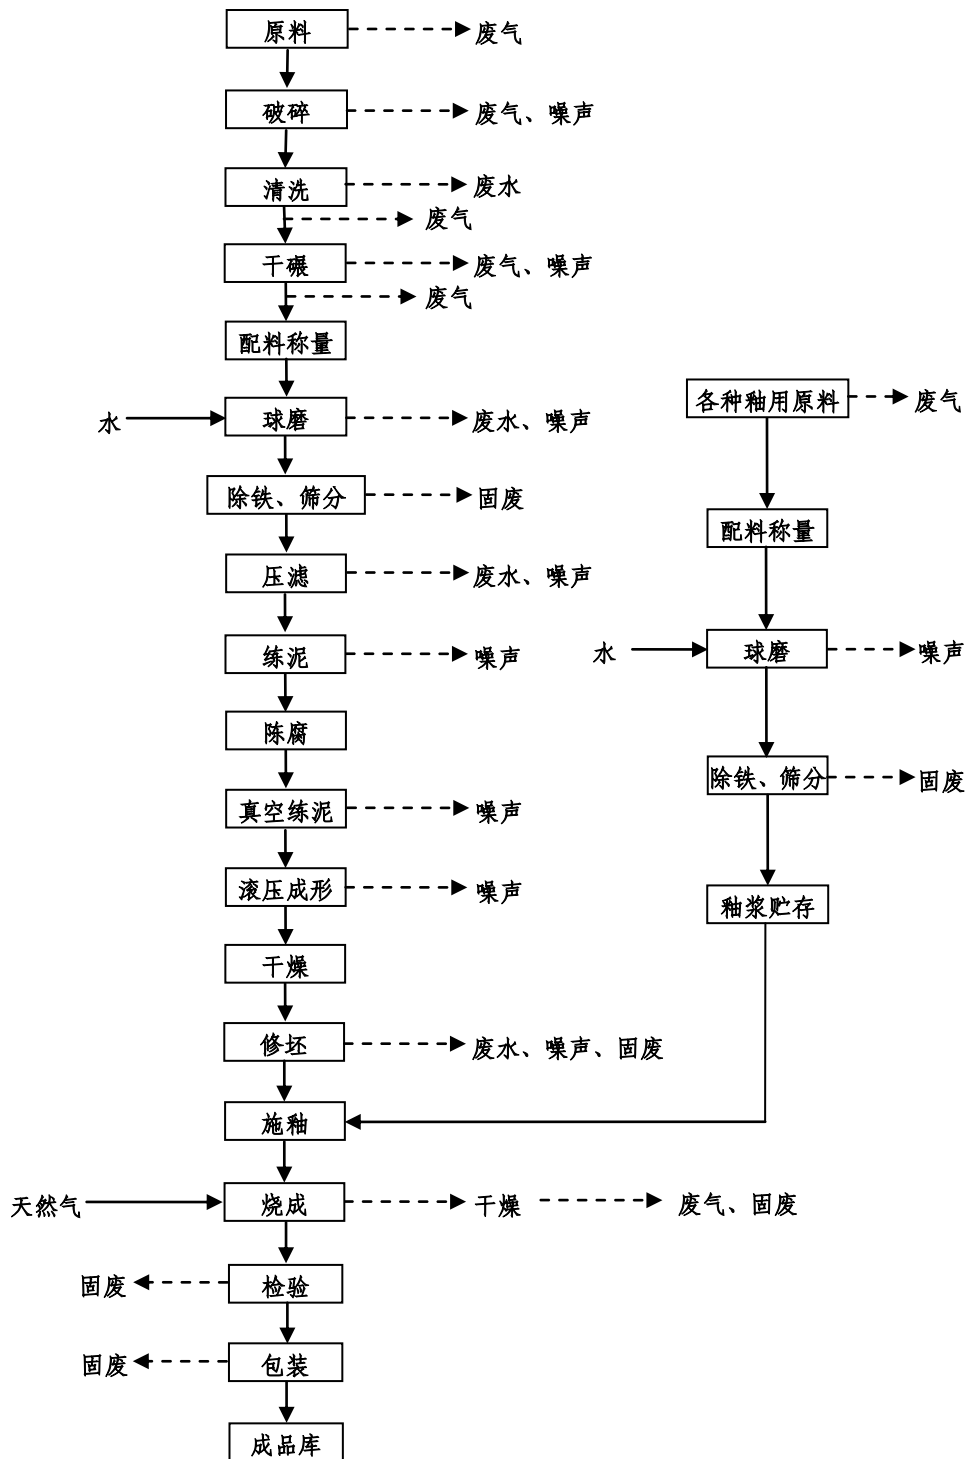 原料 废气
破碎 废气、噪声
清洗 废水
废气
干碾 废气、噪声
废气
配料称量
水 球磨 废水、噪声
除铁、筛分 固废
压滤 废水、噪声
练泥 噪声
陈腐
真空练泥 噪声
滚压成形 噪声
干燥
修坯 废水、噪声、固废
施釉
天然气 烧成 干燥 废气、固废
固废 检验
固废 包装
成品库
各种釉用原料 废气
配料称量
水 球磨 噪声
除铁、筛分 固废
釉浆贮存